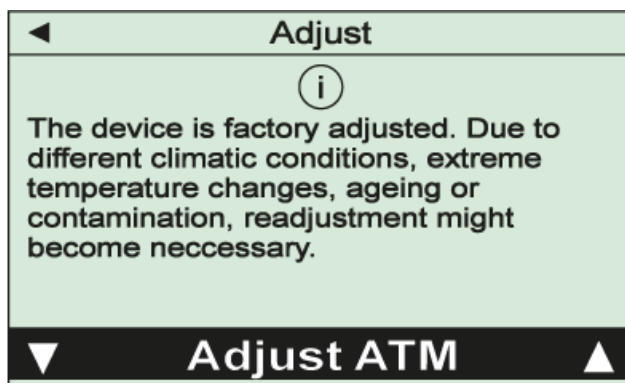 Adjust
i
The device is factory adjusted. Due to
different climatic conditions, extreme
temperature changes, ageing or
contamination, readjustment might
become neccessary.
Adjust ATM